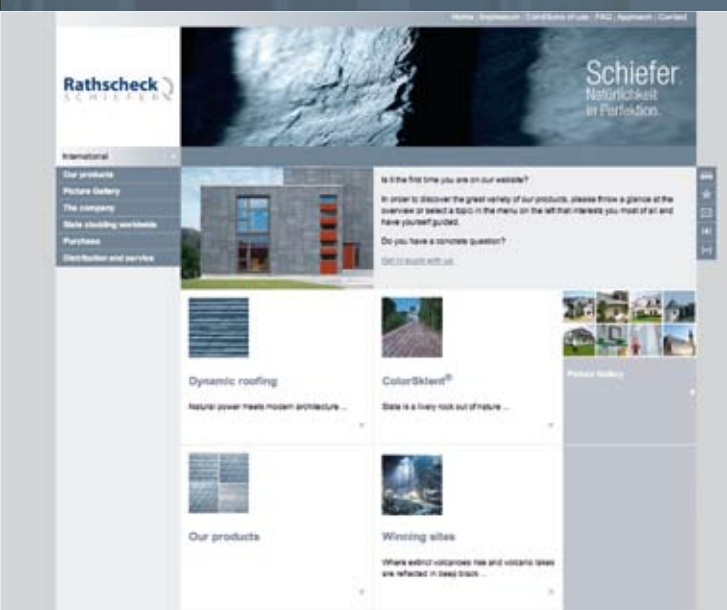 Home | Impressum | Conditions of use | FAQ | Approach | Contact
Rathscheck
SCHIEFER
Schiefer.
Natürlichkeit
in Perfektion.
International
Our products
Picture Gallery
The company
Slate cladding worldwide
Purchase
Distribution and service
Is it the first time you are on our website?
In order to discover the great variety of our products, please throw a glance at the
overview or select a topic in the menu on the left that interests you most of all and
have yourself guided.
Do you have a concrete question?
Get in touch with us.
Dynamic roofing
Natural power meets modern architecture ...
ColorSklent®
Slate is a livery rock out of nature ...
Picture Gallery
Our products
Winning sites
Where extinct volcanoes rise and volcanic lakes
are reflected in deep black ...